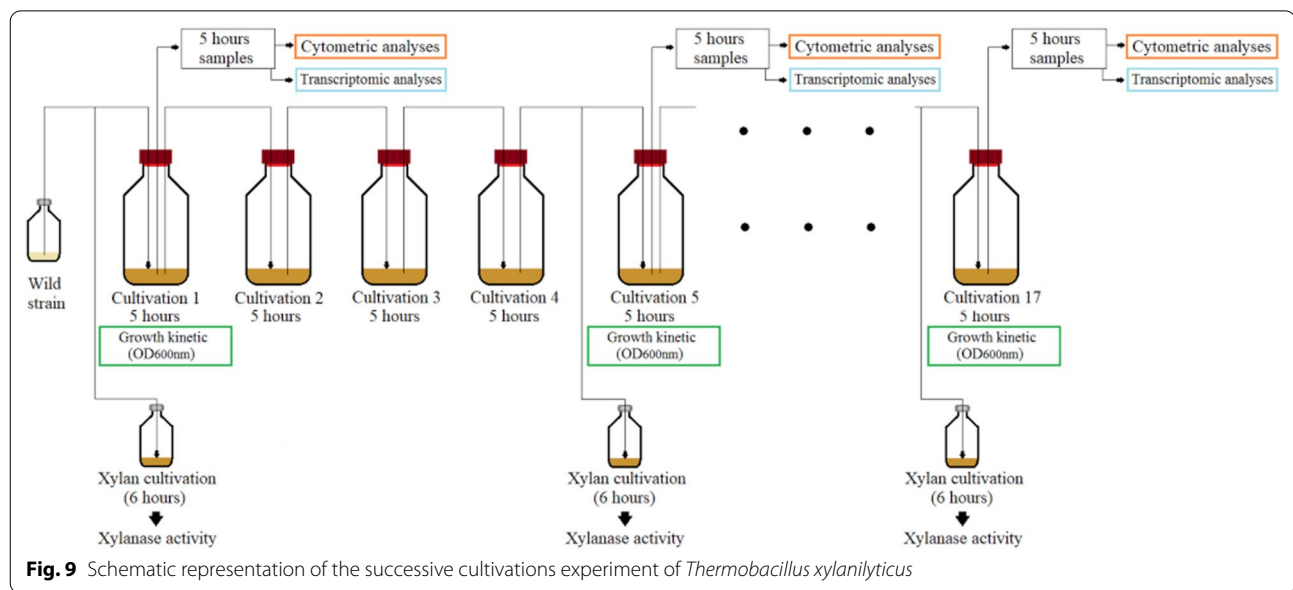 5 hours
samples
Cytometric analyses
Transcriptomic analyses
5 hours
samples
Cytometric analyses
Transcriptomic analyses
5 hours
samples
Cytometric analyses
Transcriptomic analyses
Wild
strain
Cultivation 1
5 hours
Growth kinetic
(OD600nm)
Cultivation 2
5 hours
Cultivation 3
5 hours
Cultivation 4
5 hours
Cultivation 5
5 hours
Growth kinetic
(OD600nm)
Cultivation 17
5 hours
Growth kinetic
(OD600nm)
Xylan cultivation
(6 hours)
Xylanase activity
Xylan cultivation
(6 hours)
Xylanase activity
Xylan cultivation
(6 hours)
Xylanase activity
Fig. 9 Schematic representation of the successive cultivations experiment of Thermobacillus xylanilyticus